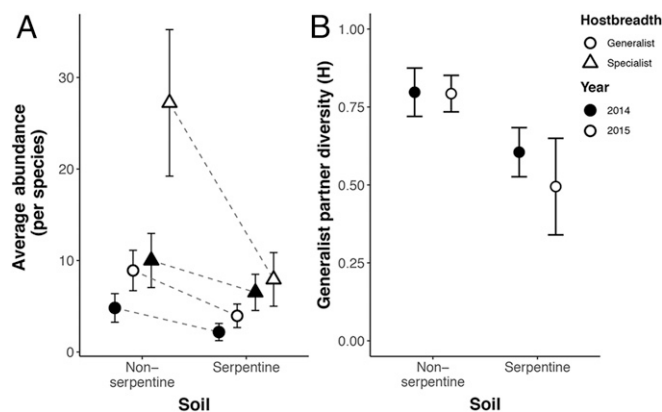 A
Average abundance
(per species)
30
20
10
0
Non–
serpentine
Serpentine
Soil
B
Generalist partner diversity (H)
1.00
0.75
0.50
0.25
0.00
Non–
serpentine
Serpentine
Soil
Hostbreadth
Generalist
Specialist
Year
2014
2015